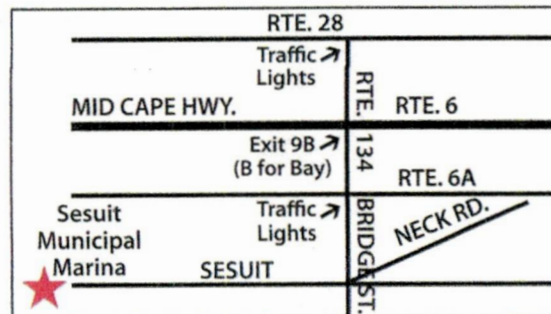 RTE. 28
Traffic
Lights
RTE. 134
MID CAPE HWY.
RTE. 6
Exit 9B
(B for Bay)
RTE. 6A
Traffic
Lights
BRIDGE ST.
NECK RD.
Sesuit
Municipal
Marina
SESUIT